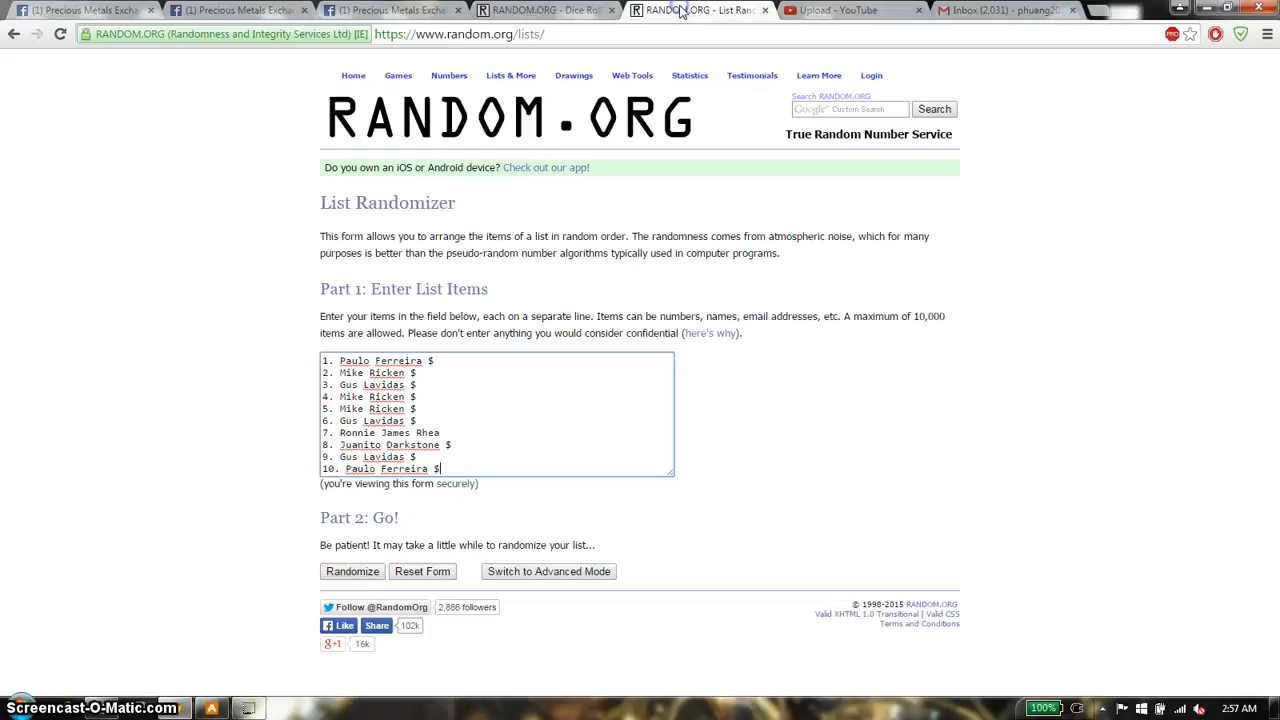 Precious Metals Exch
Precious Metals Exch
Precious Metals Exch
RANDOM.ORG - Dice Roll
RANDOM.ORG - List Ran
Upload - YouTube
Inbox (2,031) - phuang20
RANDOM.ORG (Randomness and Integrity Services Ltd) [IE]
https://www.random.org/lists/
Home Games Numbers Lists & More Drawings Web Tools Statistics Testimonials Learn More Login
RANDOM.ORG
Search RANDOM.ORG
Google™ Custom Search
Search
True Random Number Service
Do you own an iOS or Android device? Check out our app!
List Randomizer
This form allows you to arrange the items of a list in random order. The randomness comes from atmospheric noise, which for many
purposes is better than the pseudo-random number algorithms typically used in computer programs.
Part 1: Enter List Items
Enter your items in the field below, each on a separate line. Items can be numbers, names, email addresses, etc. A maximum of 10,000
items are allowed. Please don't enter anything you would consider confidential (here's why).
1. Paulo Ferreira $
2. Mike Ricken $
3. Gus Lavidas $
4. Mike Ricken $
5. Mike Ricken $
6. Gus Lavidas $
7. Ronnie James Rhea
8. Juanito Darkstone $
9. Gus Lavidas $
10. Paulo Ferreira $
(you're viewing this form securely)
Part 2: Go!
Be patient! It may take a little while to randomize your list...
Randomize Reset Form Switch to Advanced Mode
Follow @RandomOrg 2,886 followers
Like Share 102k
g+1 16k
© 1998-2015 RANDOM.ORG
Valid XHTML 1.0 Transitional | Valid CSS
Terms and Conditions
Screencast-O-Matic.com
100%
2:57 AM